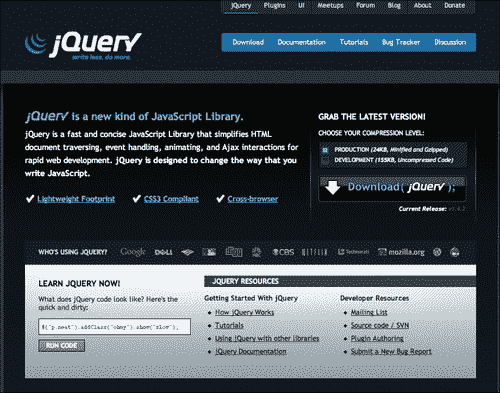 jQuery Plugins UI Meetups Forum Blog About Donate
jQuery
write less, do more.
Download Documentation Tutorials Bug Tracker Discussion
jQuery is a new kind of JavaScript Library.
jQuery is a fast and concise JavaScript Library that simplifies HTML
document traversing, event handling, animating, and Ajax interactions for
rapid web development. jQuery is designed to change the way that you
write JavaScript.
Lightweight Footprint CSS3 Compliant Cross-browser
GRAB THE LATEST VERSION!
CHOOSE YOUR COMPRESSION LEVEL:
PRODUCTION (24KB, Minified and Gzipped)
DEVELOPMENT (155KB, Uncompressed Code)
Download( jQuery );
Current Release: v1.4.2
WHO'S USING JQUERY? Google DELL CBS NETFLIX Technorati mozilla.org
LEARN JQUERY NOW!
What does jQuery code look like? Here's the
quick and dirty:
$("p.neat").addClass("ohmy").show("slow");
RUN CODE
JQUERY RESOURCES
Getting Started With jQuery
How jQuery Works
Tutorials
Using jQuery with other libraries
jQuery Documentation
Developer Resources
Mailing List
Source code / SVN
Plugin Authoring
Submit a New Bug Report